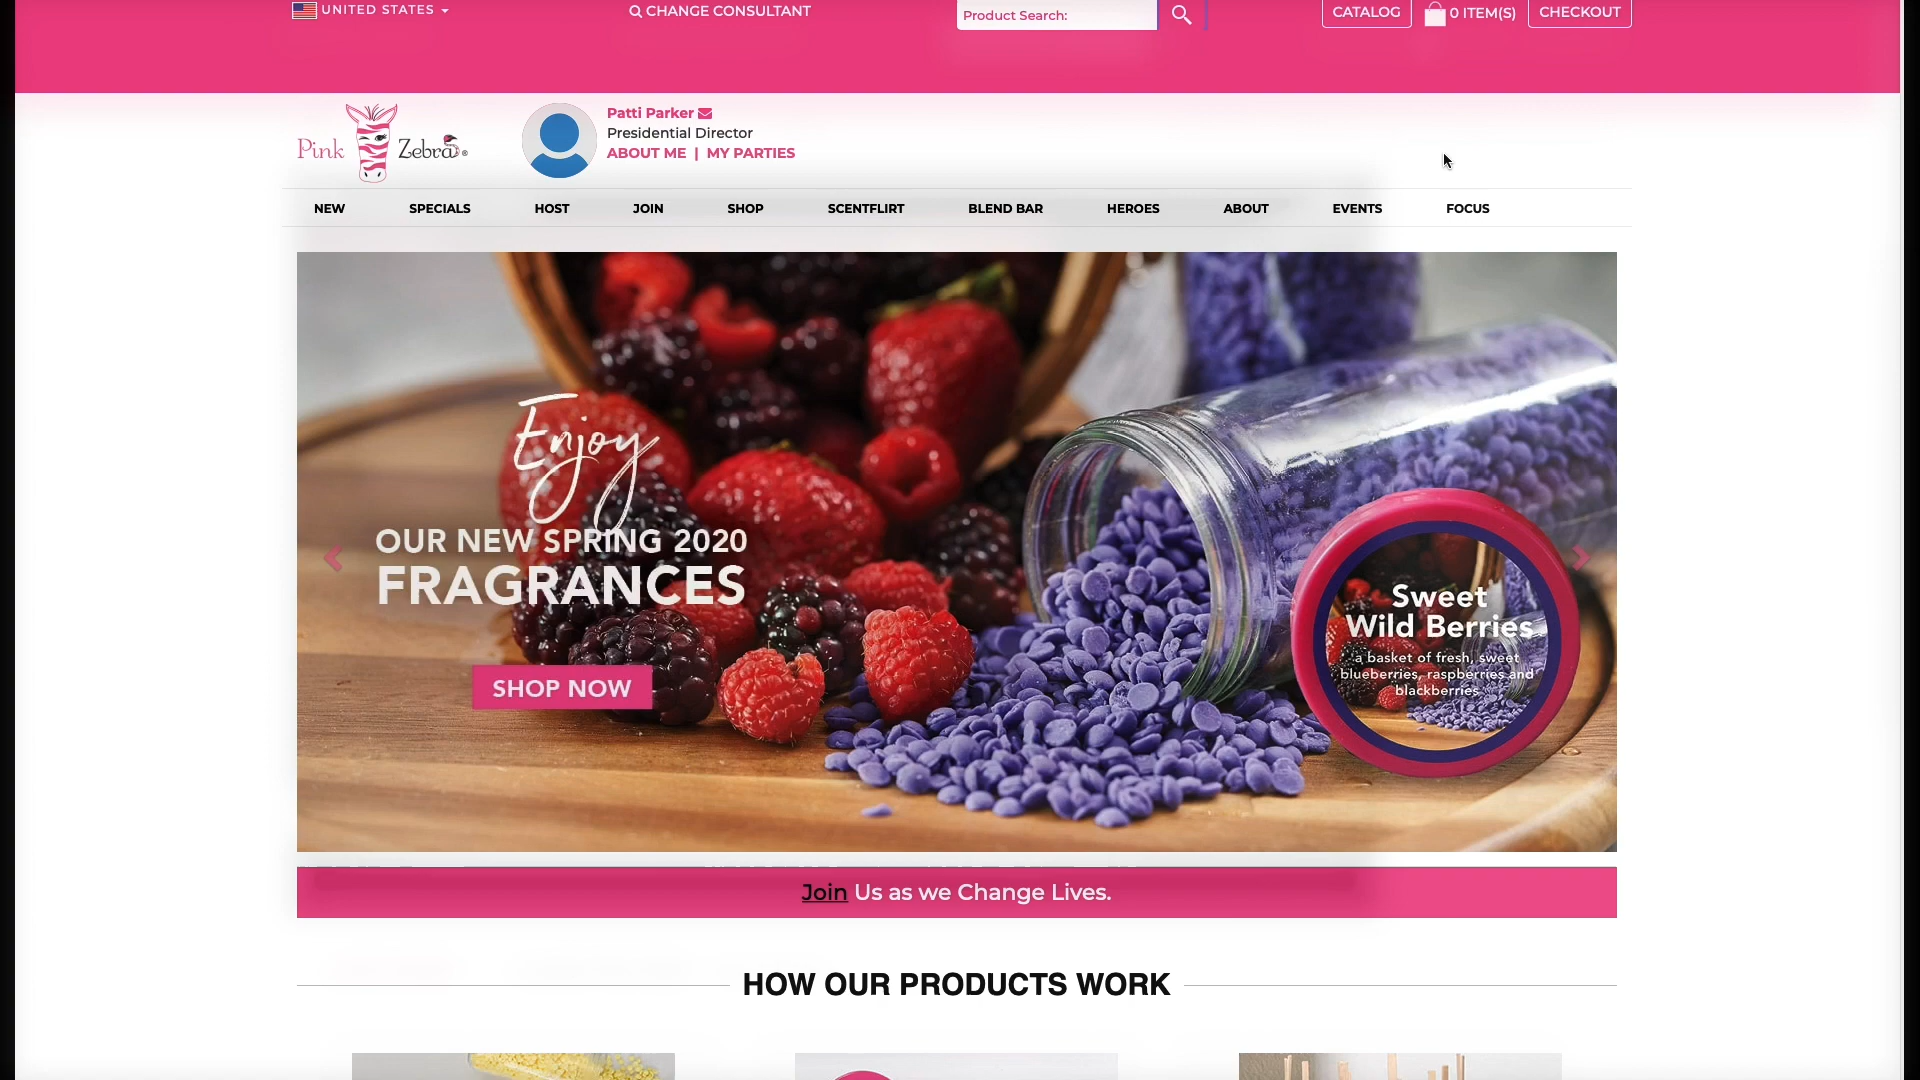 UNITED STATES
CHANGE CONSULTANT
Product Search:
CATALOG
0 ITEM(S)
CHECKOUT
Pink Zebra®
Patti Parker
Presidential Director
ABOUT ME | MY PARTIES
NEW SPECIALS HOST JOIN SHOP SCENTFLIRT BLEND BAR HEROES ABOUT EVENTS FOCUS
Enjoy
OUR NEW SPRING 2020
FRAGRANCES
SHOP NOW
Sweet
Wild Berries
a basket of fresh, sweet
blueberries, raspberries and
blackberries
Join Us as we Change Lives.
HOW OUR PRODUCTS WORK